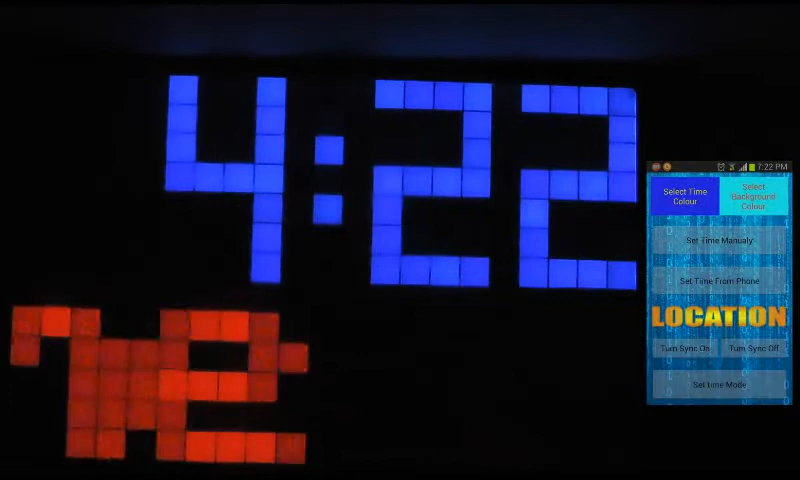 4:22
7:22 PM
Select Time
Colour
Select
Background
Colour
Set Time Manualy
Set Time From Phone
LOCATION
Turn Sync On
Turn Sync Off
Set time Mode